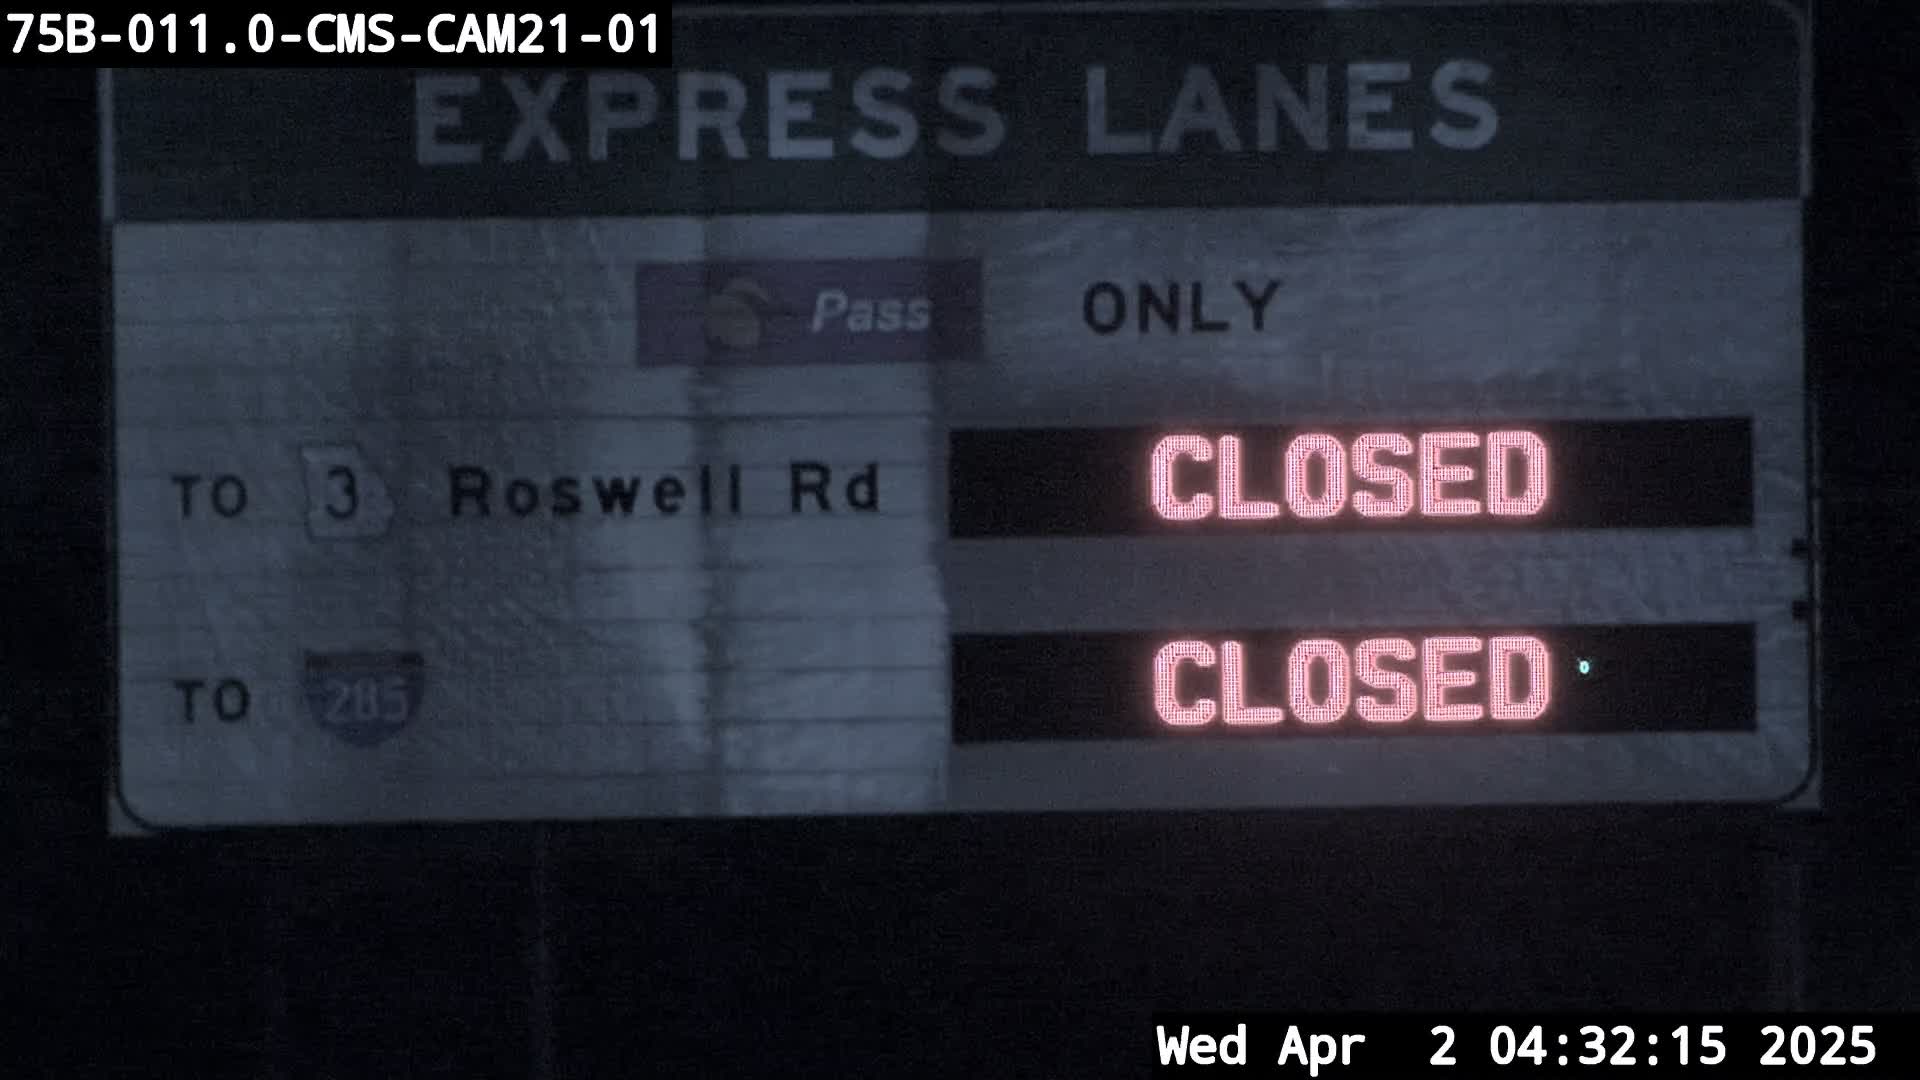 75B-011.0-CMS-CAM21-01
EXPRESS LANES
Pass ONLY
TO 3 Roswell Rd CLOSED
TO 285 CLOSED
Wed Apr 2 04:32:15 2025